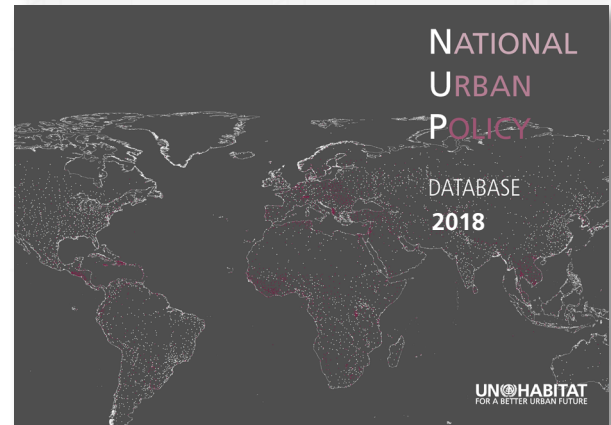 NATIONAL
URBAN
POLICY
DATABASE
2018
UN HABITAT
FOR A BETTER URBAN FUTURE